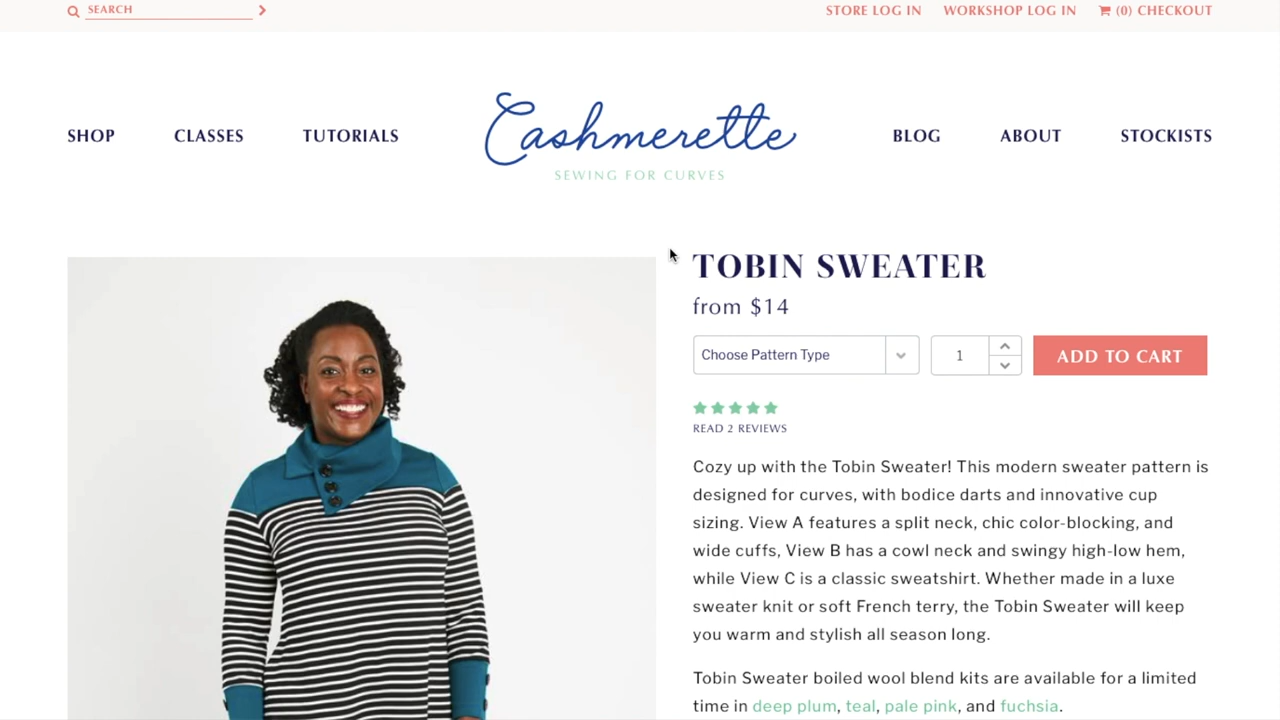 SEARCH
STORE LOG IN WORKSHOP LOG IN (0) CHECKOUT
SHOP CLASSES TUTORIALS Cashmerette BLOG ABOUT STOCKISTS
SEWING FOR CURVES
TOBIN SWEATER
from $14
Choose Pattern Type 1 ADD TO CART
READ 2 REVIEWS
Cozy up with the Tobin Sweater! This modern sweater pattern is
designed for curves, with bodice darts and innovative cup
sizing. View A features a split neck, chic color-blocking, and
wide cuffs, View B has a cowl neck and swingy high-low hem,
while View C is a classic sweatshirt. Whether made in a luxe
sweater knit or soft French terry, the Tobin Sweater will keep
you warm and stylish all season long.
Tobin Sweater boiled wool blend kits are available for a limited
time in deep plum, teal, pale pink, and fuchsia.